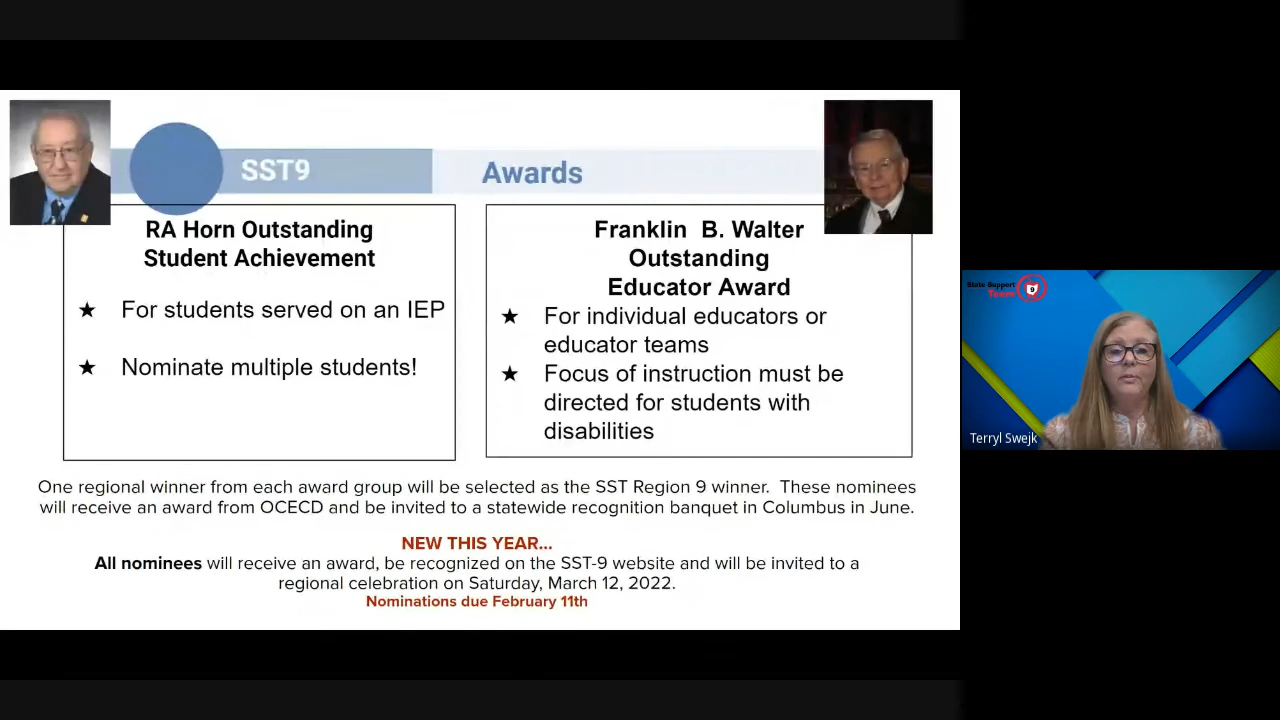 SST9
Awards
RA Horn Outstanding
Student Achievement
★ For students served on an IEP
★ Nominate multiple students!
Franklin B. Walter
Outstanding
Educator Award
★ For individual educators or
educator teams
★ Focus of instruction must be
directed for students with
disabilities
One regional winner from each award group will be selected as the SST Region 9 winner. These nominees
will receive an award from OCECD and be invited to a statewide recognition banquet in Columbus in June.
NEW THIS YEAR...
All nominees will receive an award, be recognized on the SST-9 website and will be invited to a
regional celebration on Saturday, March 12, 2022.
Nominations due February 11th
State Support
Team 9
Terryl Swejk